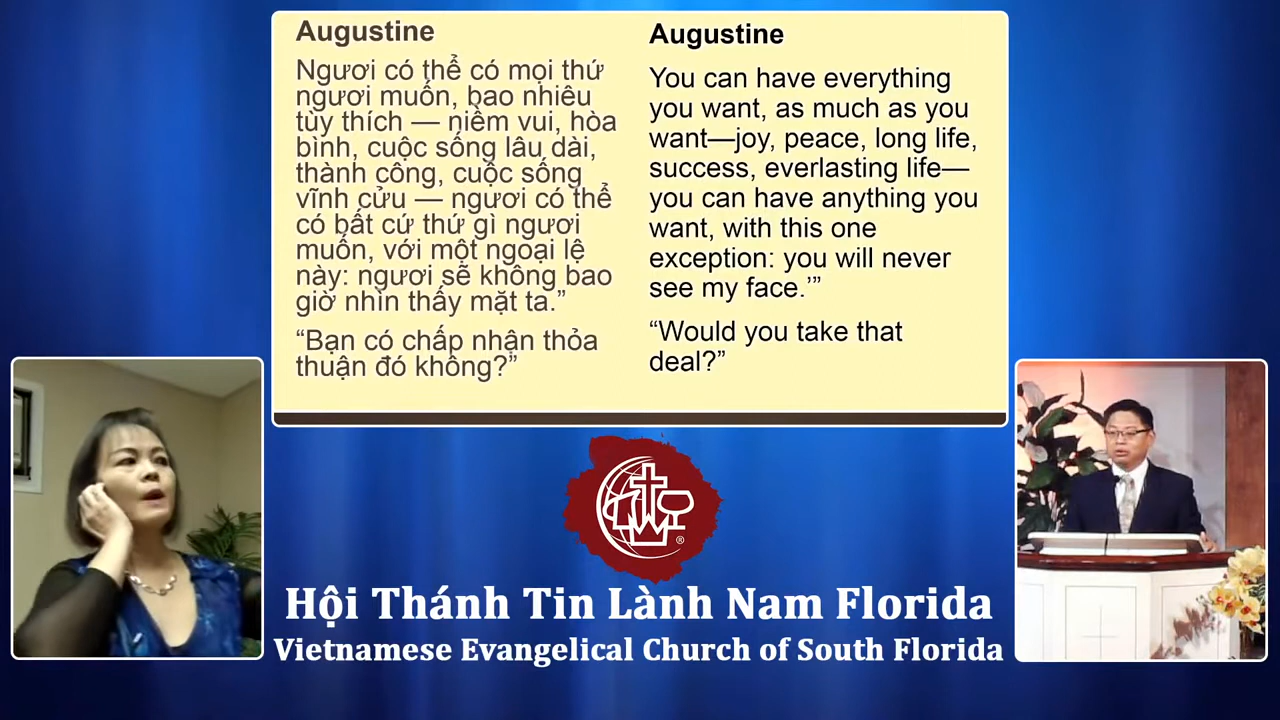 Augustine
Ngươi có thể có mọi thứ
ngươi muốn, bao nhiêu
tùy thích — niềm vui, hòa
bình, cuộc sống lâu dài,
thành công, cuộc sống
vĩnh cửu — ngươi có thể
có bất cứ thứ gì ngươi
muốn, với một ngoại lệ
này: ngươi sẽ không bao
giờ nhìn thấy mặt ta.”
“Bạn có chấp nhận thỏa
thuận đó không?”
Augustine
You can have everything
you want, as much as you
want—joy, peace, long life,
success, everlasting life—
you can have anything you
want, with this one
exception: you will never
see my face.’”
“Would you take that
deal?”
®
Hội Thánh Tin Lành Nam Florida
Vietnamese Evangelical Church of South Florida